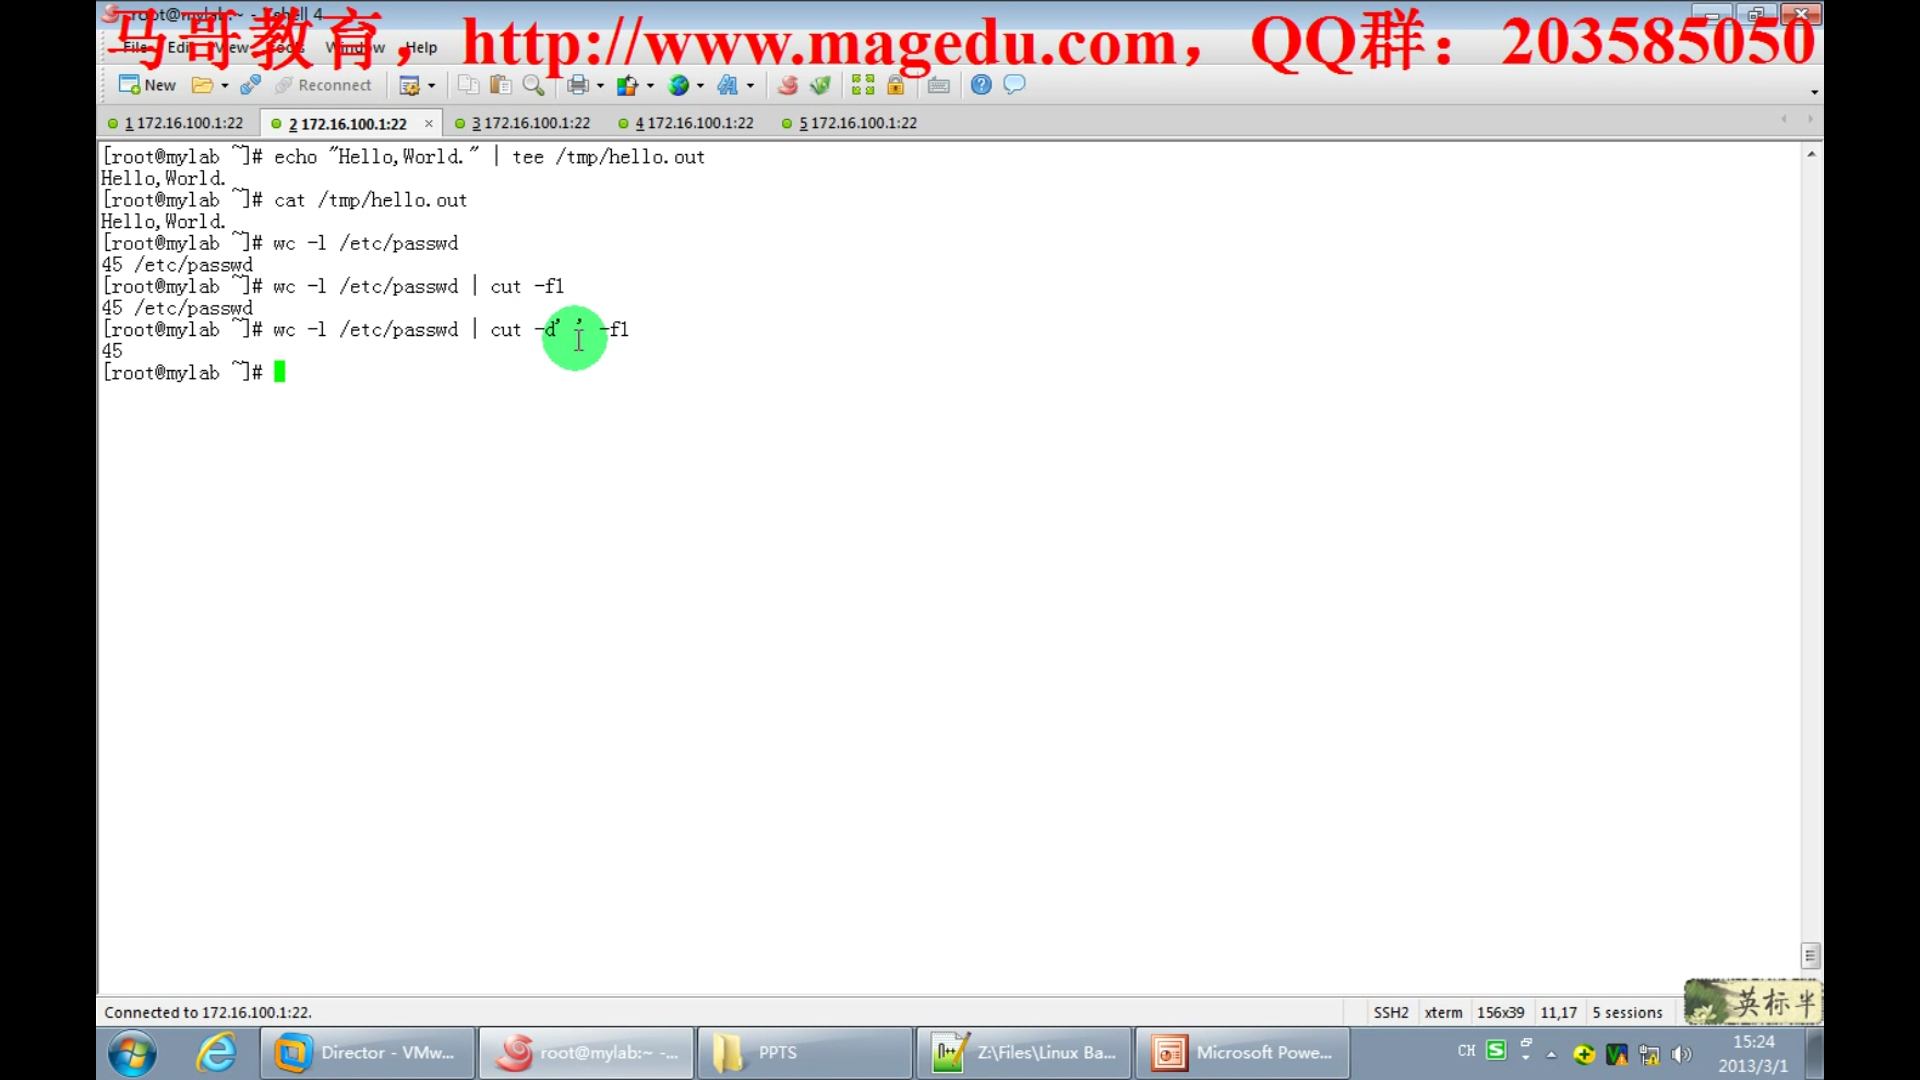 root@mylab:~ - Xshell 4
马哥教育，http://www.magedu.com，QQ群：203585050
File Edit View Tools Window Help
New Reconnect
1 172.16.100.1:22 2 172.16.100.1:22 × 3 172.16.100.1:22 4 172.16.100.1:22 5 172.16.100.1:22
[root@mylab ~]# echo "Hello,World." | tee /tmp/hello.out
Hello,World.
[root@mylab ~]# cat /tmp/hello.out
Hello,World.
[root@mylab ~]# wc -l /etc/passwd
45 /etc/passwd
[root@mylab ~]# wc -l /etc/passwd | cut -f1
45 /etc/passwd
[root@mylab ~]# wc -l /etc/passwd | cut -d' ' -f1
45
[root@mylab ~]#
Connected to 172.16.100.1:22. SSH2 xterm 156x39 11,17 5 sessions
英标半
Director - VMw... root@mylab:~ -... PPTS Z:\Files\Linux Ba... Microsoft Powe... CH 15:24
2013/3/1